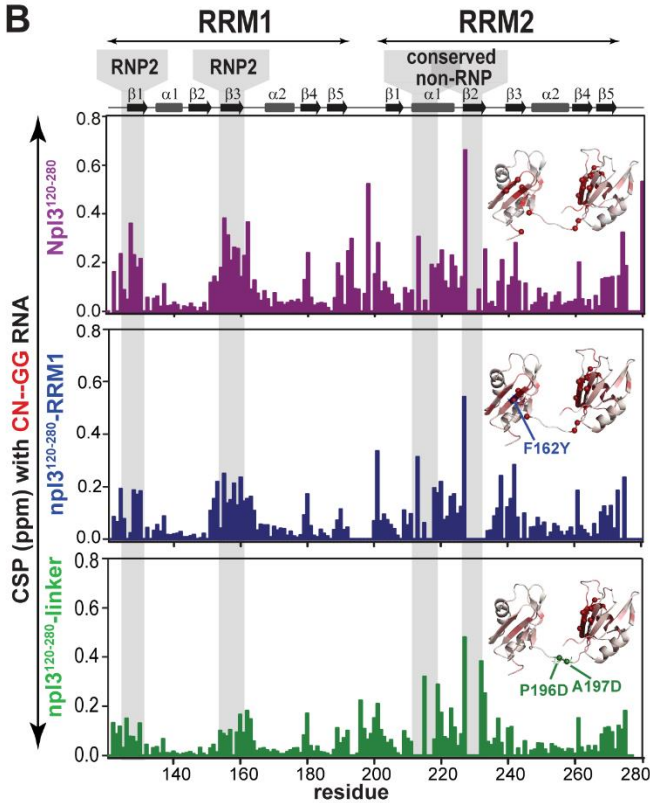 B
RRM1 RRM2
RNP2 RNP2 conserved
non-RNP
β1 α1 β2 β3 α2 β4 β5 β1 α1 β2 β3 α2 β4 β5
CSP (ppm) with CN--GG RNA
Npl3120-280
0.8
0.6
0.4
0.2
0.0
npl3120-280-RRM1
0.8
0.6
0.4
0.2
0.0
F162Y
npl3120-280-linker
0.8
0.6
0.4
0.2
0.0
P196D A197D
140 160 180 200 220 240 260 280
residue